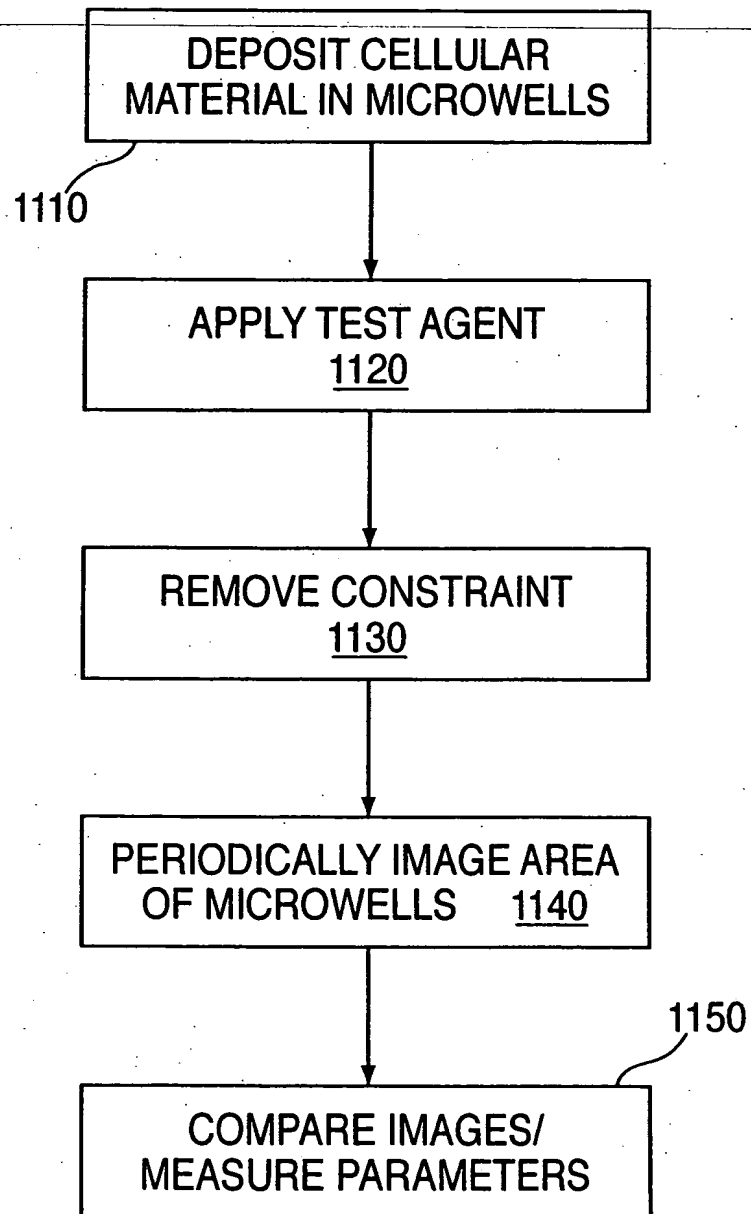 DEPOSIT CELLULAR
MATERIAL IN MICROWELLS
1110
APPLY TEST AGENT
1120
REMOVE CONSTRAINT
1130
PERIODICALLY IMAGE AREA
OF MICROWELLS 1140
1150
COMPARE IMAGES/
MEASURE PARAMETERS